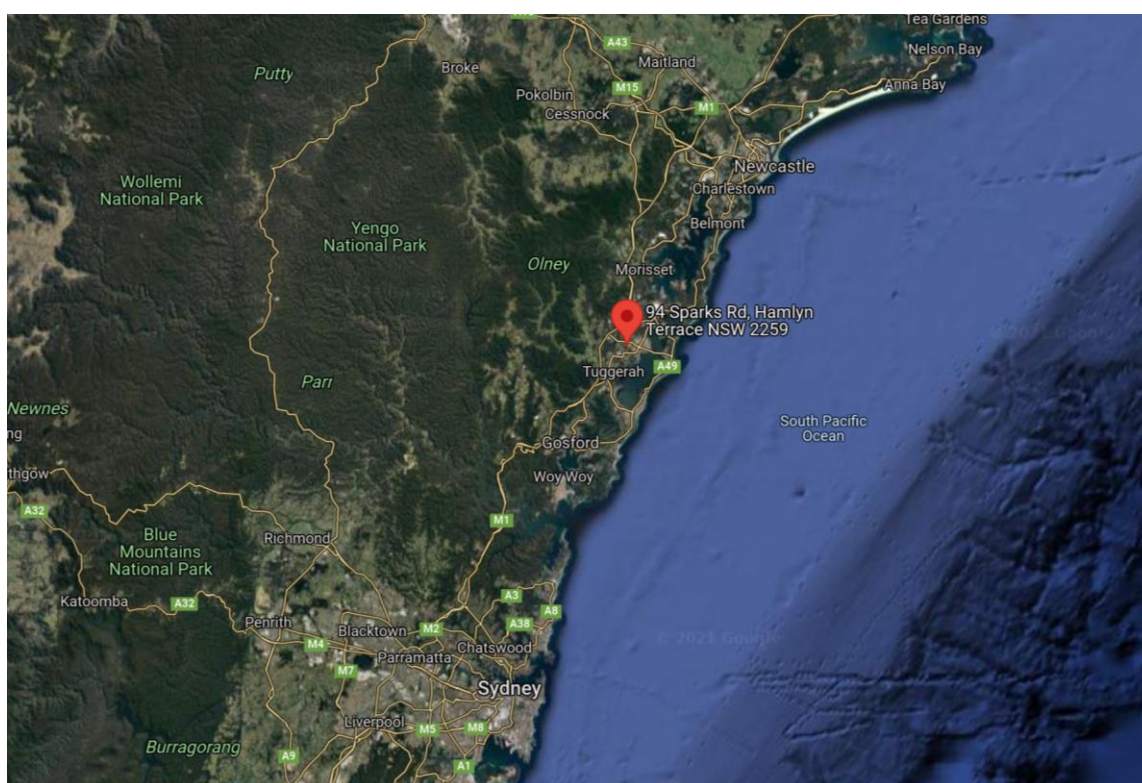 Tea Gardens
A43
Maitland
Nelson Bay
Broke
Putty
Anna Bay
M15
Pokolbin
M1
Cessnock
Newcastle
Wollemi
National Park
Charlestown
Yengo
National Park
Belmont
Olney
Morisset
94 Sparks Rd, Hamlyn
Terrace NSW 2259
A49
Tuggerah
Parr
Newnes
South Pacific
Ocean
ng
Gosford
thgow
Woy Woy
A32
M1
Blue
Mountains
National Park
Richmond
Katoomba
A32
A3
A8
Penrith
M4
Blacktown
M2
A38
© 2021 Google
Chatswood
Parramatta
M7
Sydney
Liverpool
M5
M8
Burragorang
A9
A1